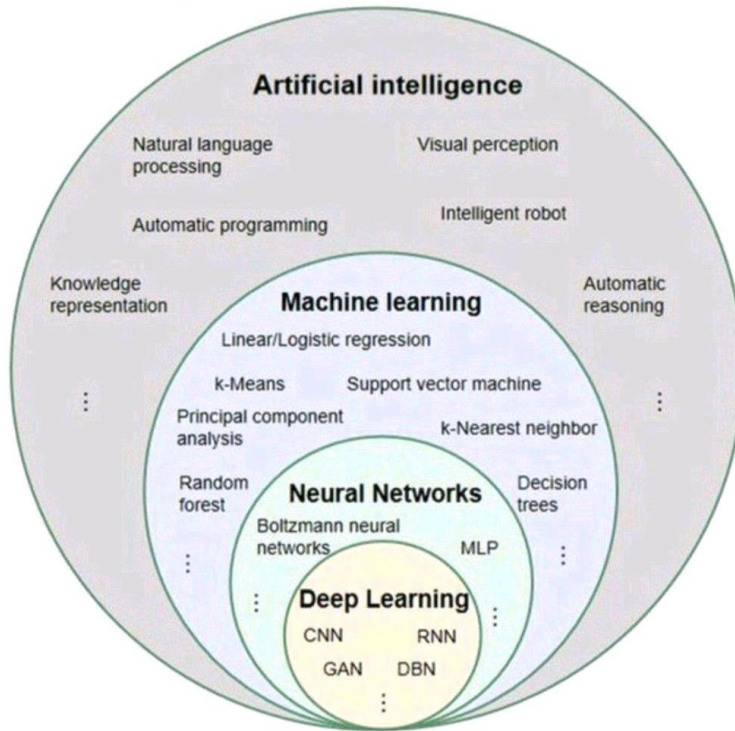 Artificial intelligence
Natural language
processing
Visual perception
Automatic programming
Intelligent robot
Knowledge
representation
Automatic
reasoning
Machine learning
Linear/Logistic regression
k-Means
Support vector machine
Principal component
analysis
k-Nearest neighbor
Random
forest
Decision
trees
Neural Networks
Boltzmann neural
networks
MLP
Deep Learning
CNN
RNN
GAN
DBN